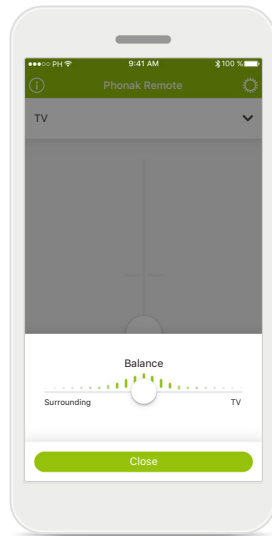 ●●●○○ PH 9:41 AM 100 %
Phonak Remote
TV
Balance
Surrounding TV
Close